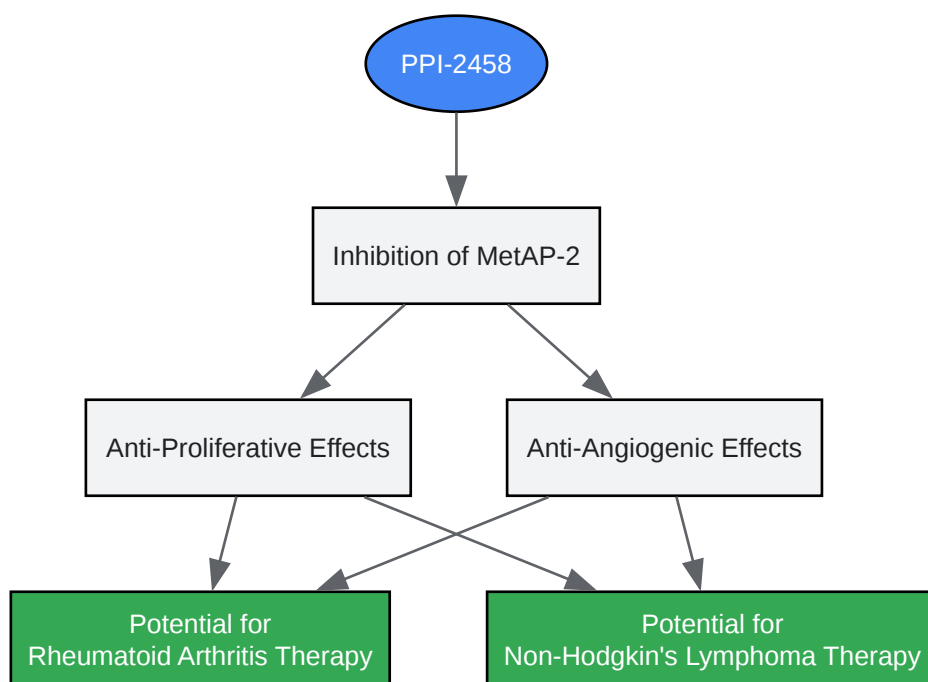 PPI-2458
Inhibition of MetAP-2
Anti-Proliferative Effects
Anti-Angiogenic Effects
Potential for
Rheumatoid Arthritis Therapy
Potential for
Non-Hodgkin's Lymphoma Therapy